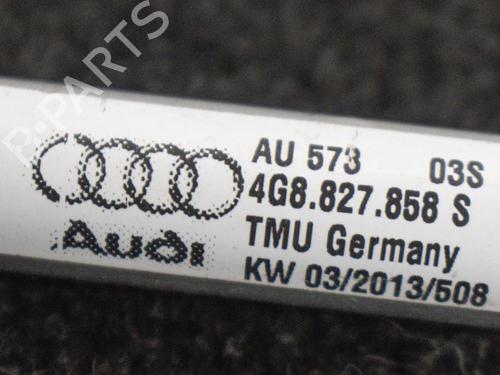 B-PARTS
AU 573 03S
4G8.827.858 S
TMU Germany
Audi
KW 03/2013/508